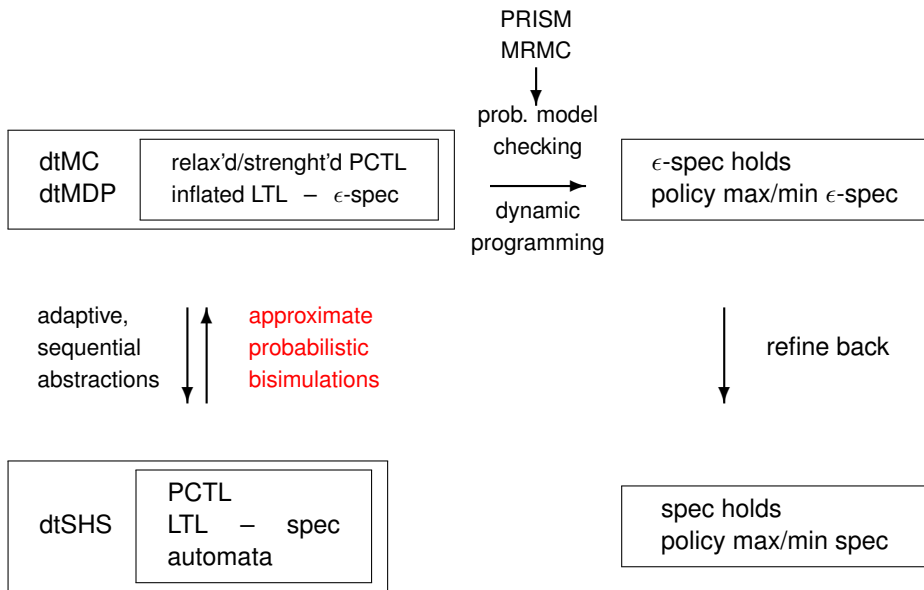 PRISM
MRMC
prob. model
checking
dtMC
dtMDP
relax'd/strenght'd PCTL
inflated LTL – ϵ-spec
dynamic
programming
ϵ-spec holds
policy max/min ϵ-spec
adaptive,
sequential
abstractions
approximate
probabilistic
bisimulations
refine back
dtSHS
PCTL
LTL – spec
automata
spec holds
policy max/min spec